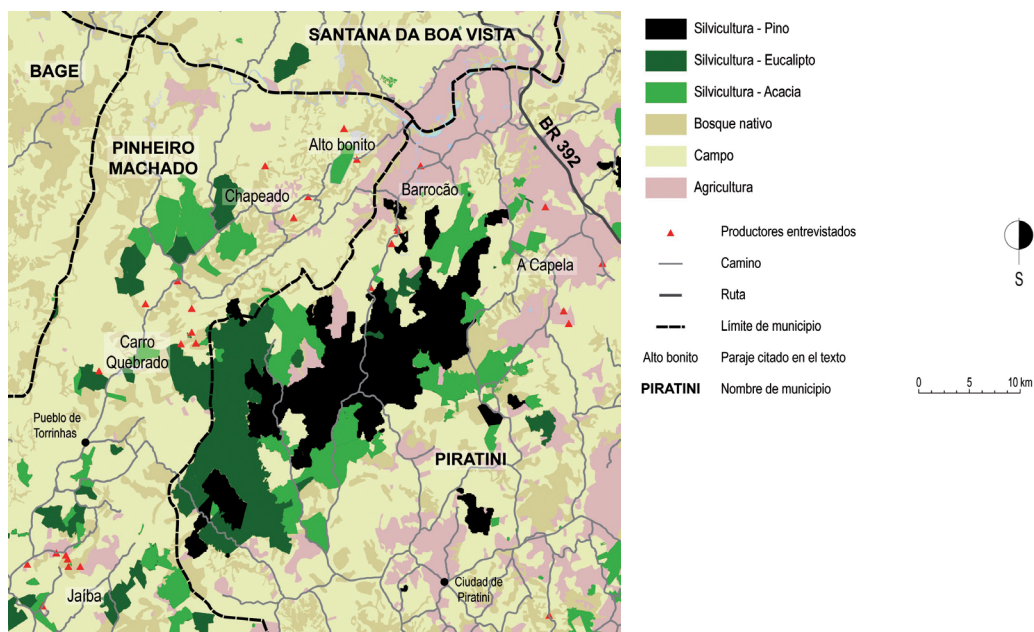 SANTANA DA BOA VISTA
BAGE
BR 392
PINHEIRO
MACHADO
Alto bonito
Chapeado
Barrocão
A Capela
Carro
Quebrado
Pueblo de
Torrinhas
PIRATINI
Jaíba
Ciudad de
Piratini
Silvicultura - Pino
Silvicultura - Eucalipto
Silvicultura - Acacia
Bosque nativo
Campo
Agricultura
Productores entrevistados
Camino
Ruta
Límite de municipio
Alto bonito Paraje citado en el texto
PIRATINI Nombre de municipio
S
0 5 10 km